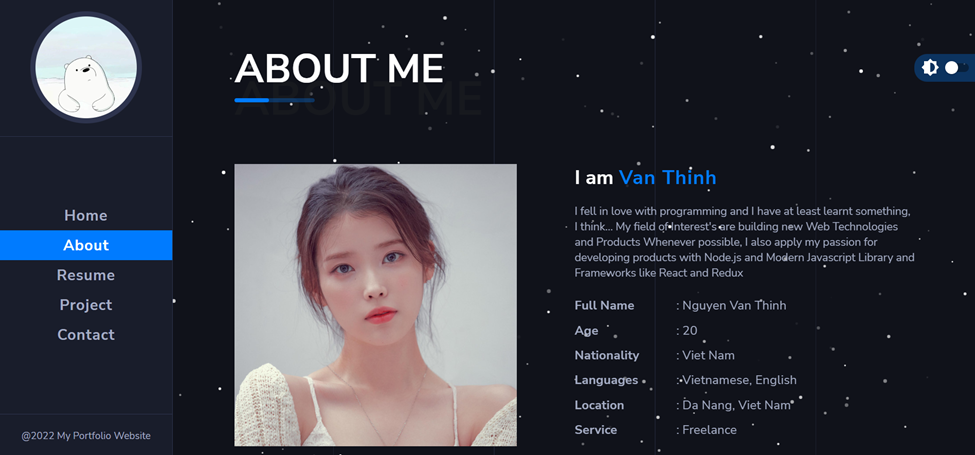 ABOUT ME
ABOUT ME
Home
About
Resume
Project
Contact
@2022 My Portfolio Website
I am Van Thinh
I fell in love with programming and I have at least learnt something,
I think... My field of Interest's are building new Web Technologies
and Products Whenever possible, I also apply my passion for
developing products with Node.js and Modern Javascript Library and
Frameworks like React and Redux
Full Name : Nguyen Van Thinh
Age : 20
Nationality : Viet Nam
Languages : Vietnamese, English
Location : Da Nang, Viet Nam
Service : Freelance